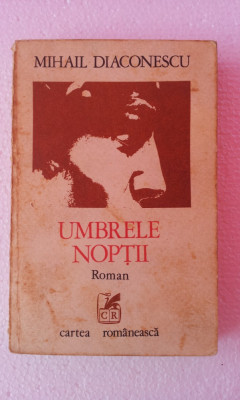 MIHAIL DIACONESCU
UMBRELE
NOPȚII
Roman
CR
cartea românească